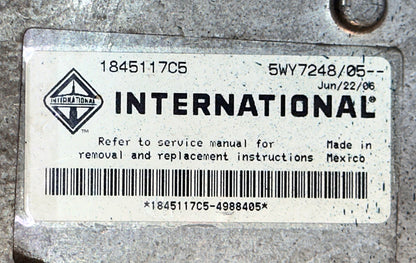 1845117C5 5WY7248/05--
Jun/22/06
INTERNATIONAL INTERNATIONAL®
TM
Refer to service manual for Made in
removal and replacement instructions Mexico
*1845117C5-4988405*